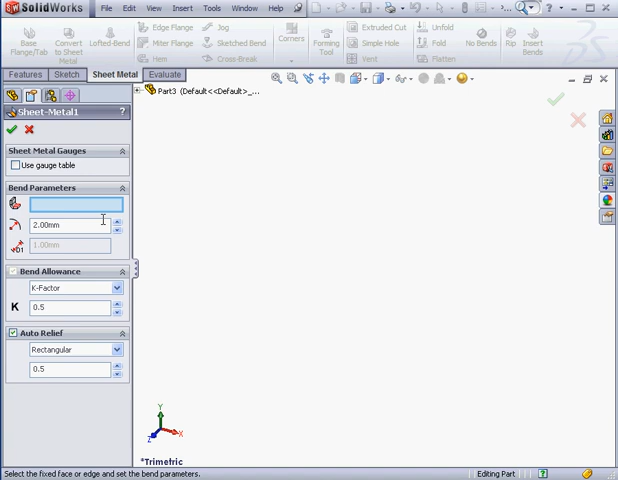 SolidWorks File Edit View Insert Tools Window Help
Base Flange/Tab
Convert to Sheet Metal
Lofted-Bend
Edge Flange
Miter Flange
Hem
Jog
Sketched Bend
Cross-Break
Corners
Forming Tool
Extruded Cut
Simple Hole
Vent
Unfold
Fold
Flatten
No Bends
Rip
Insert Bends
Features Sketch Sheet Metal Evaluate
Part3 (Default<<Default>_...
Sheet-Metal1 ?
Sheet Metal Gauges
Use gauge table
Bend Parameters
2.00mm
1.00mm
Bend Allowance
K-Factor
K 0.5
Auto Relief
Rectangular
0.5
Y
Z X
*Trimetric
Select the fixed face or edge and set the bend parameters. Editing Part ?